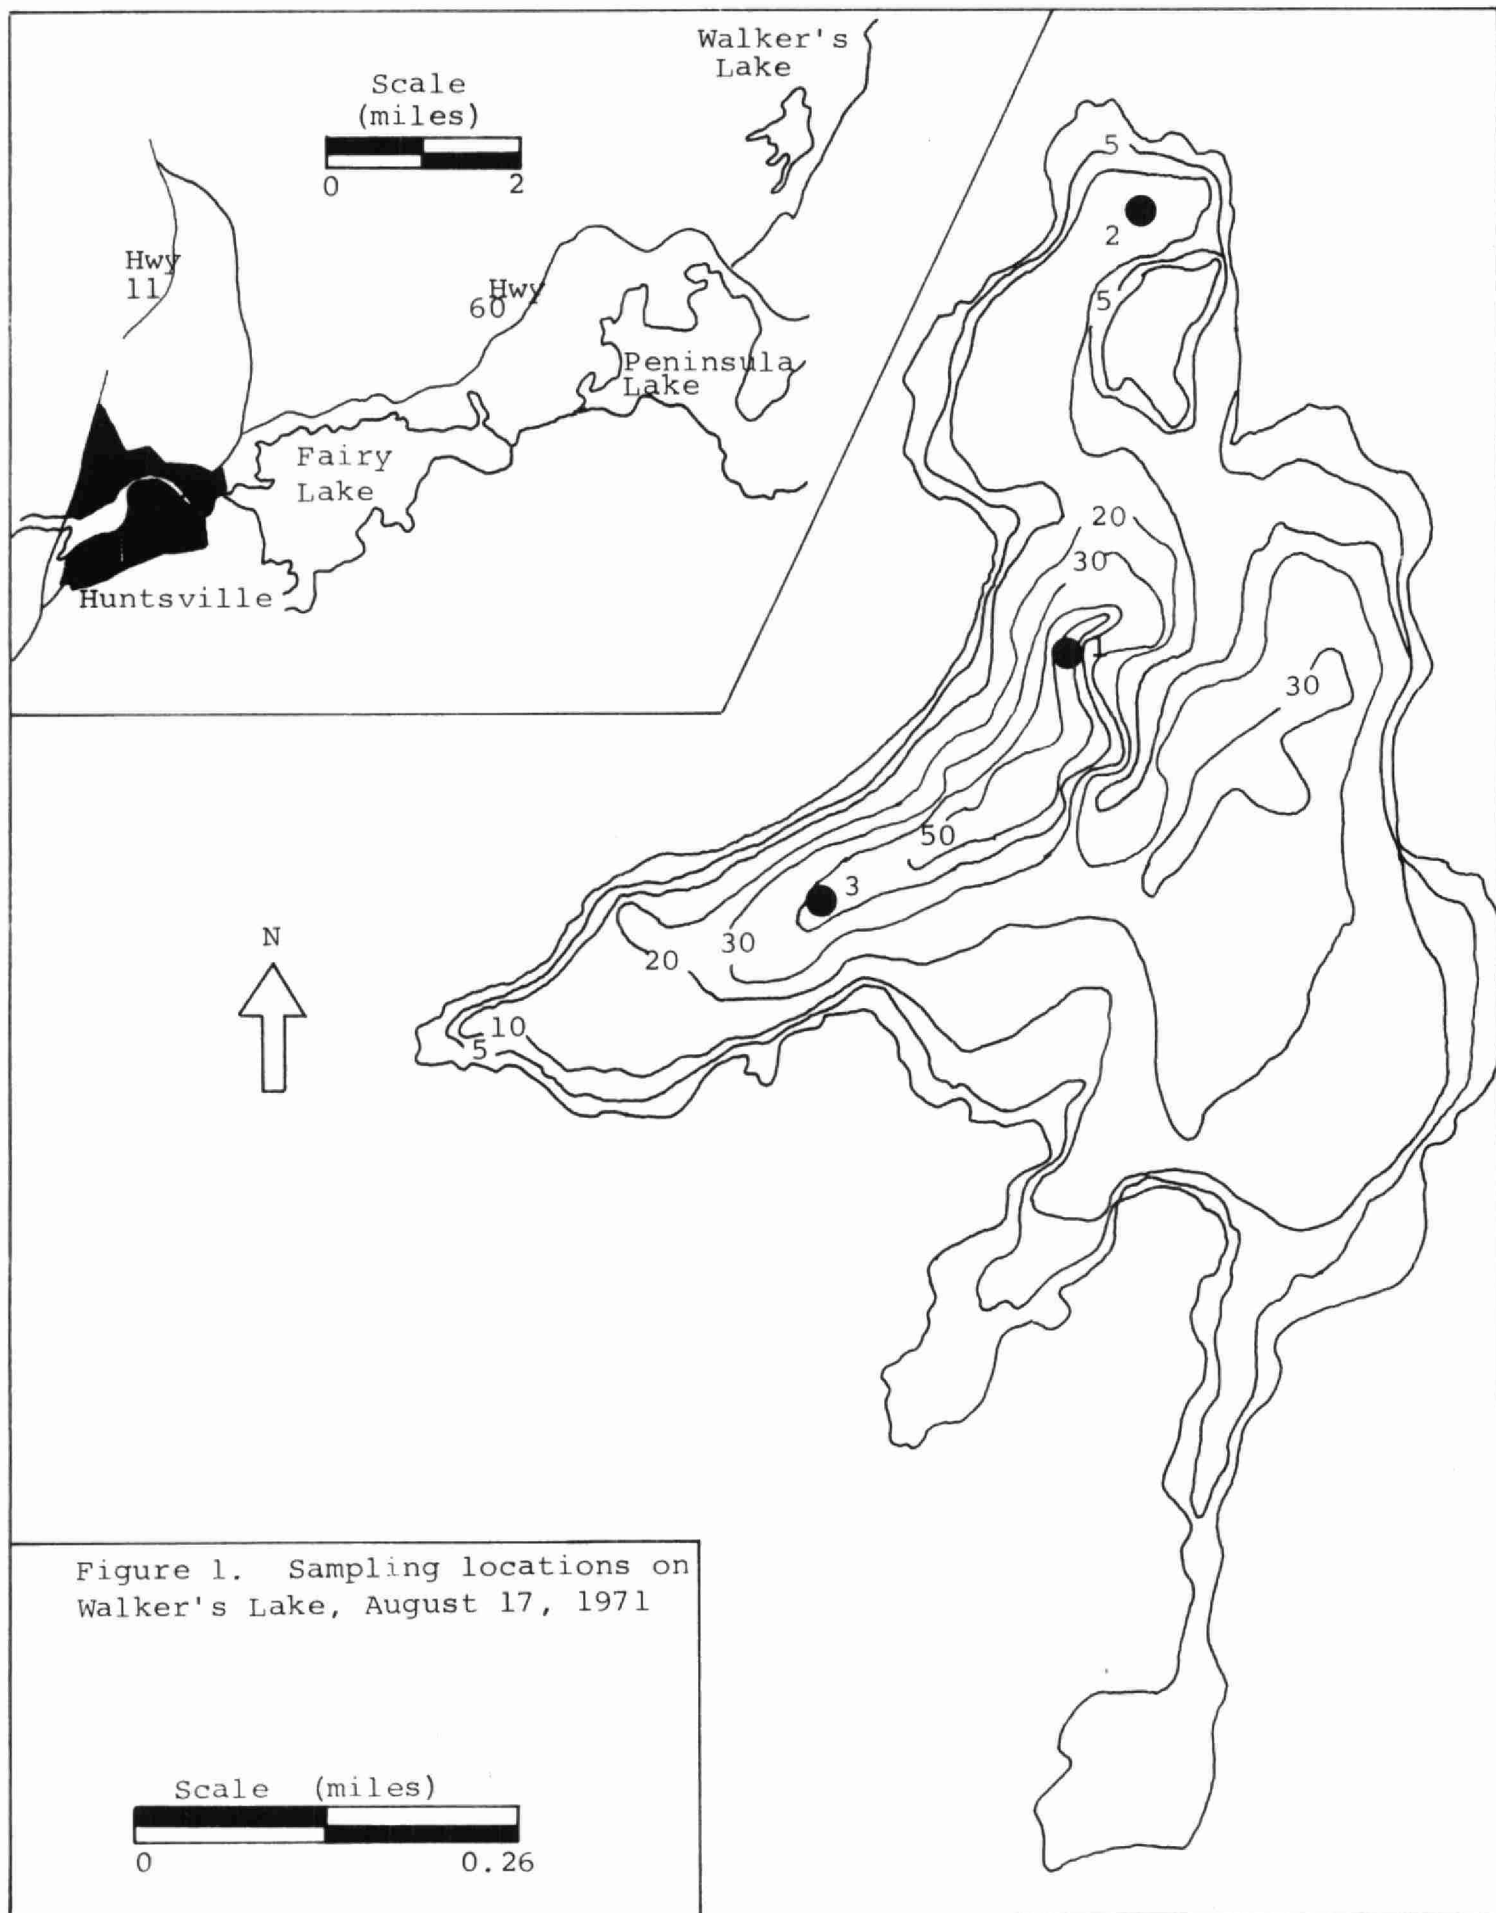 Walker's
Lake
Scale
(miles)
0 2
Hwy
11
Hwy
60
Peninsula
Lake
Fairy
Lake
Huntsville
5
2
5
20
30
1
30
50
3
30
20
N
10
5
Figure 1. Sampling locations on
Walker's Lake, August 17, 1971
Scale (miles)
0 0.26